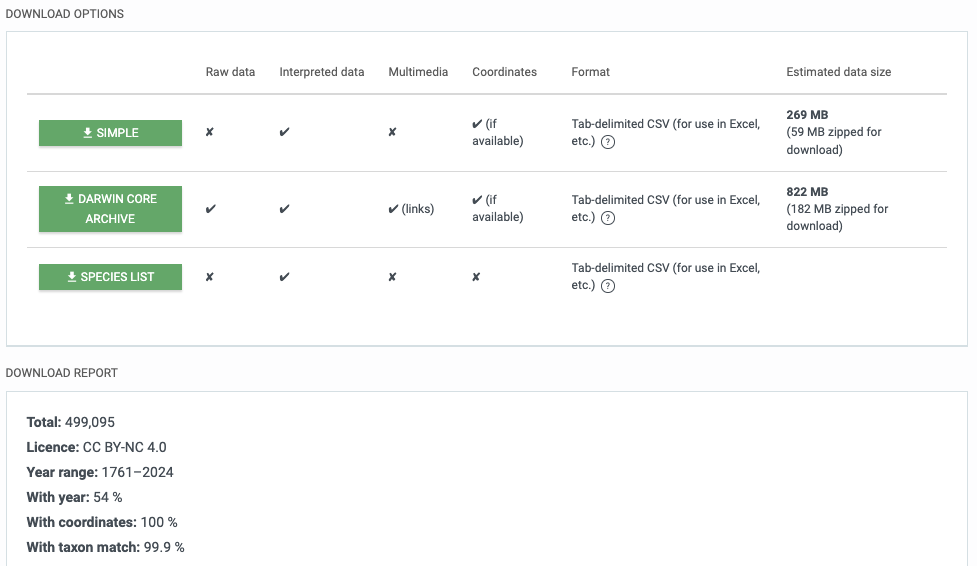 DOWNLOAD OPTIONS
Raw data Interpreted data Multimedia Coordinates Format Estimated data size
SIMPLE ✘ ✔ ✘ ✔ (if available) Tab-delimited CSV (for use in Excel, etc.) ? 269 MB (59 MB zipped for download)
DARWIN CORE ARCHIVE ✔ ✔ ✔ (links) ✔ (if available) Tab-delimited CSV (for use in Excel, etc.) ? 822 MB (182 MB zipped for download)
SPECIES LIST ✘ ✔ ✘ ✘ Tab-delimited CSV (for use in Excel, etc.) ?
DOWNLOAD REPORT
Total: 499,095
Licence: CC BY-NC 4.0
Year range: 1761–2024
With year: 54 %
With coordinates: 100 %
With taxon match: 99.9 %